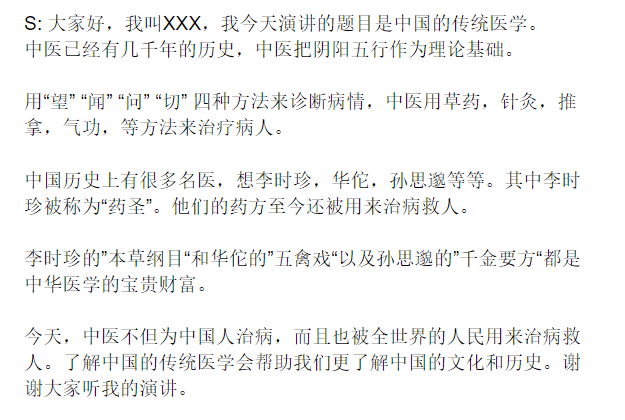 S: 大家好，我叫XXX，我今天演讲的题目是中国的传统医学。
中医已经有几千年的历史，中医把阴阳五行作为理论基础。
用“望” “闻” “问” “切” 四种方法来诊断病情，中医用草药，针灸，推
拿，气功，等方法来治疗病人。
中国历史上有很多名医，想李时珍，华佗，孙思邈等等。其中李时
珍被称为“药圣”。他们的药方至今还被用来治病救人。
李时珍的”本草纲目“和华佗的”五禽戏“以及孙思邈的”千金要方“都是
中华医学的宝贵财富。
今天，中医不但为中国人治病，而且也被全世界的人民用来治病救
人。了解中国的传统医学会帮助我们更了解中国的文化和历史。谢
谢大家听我的演讲。